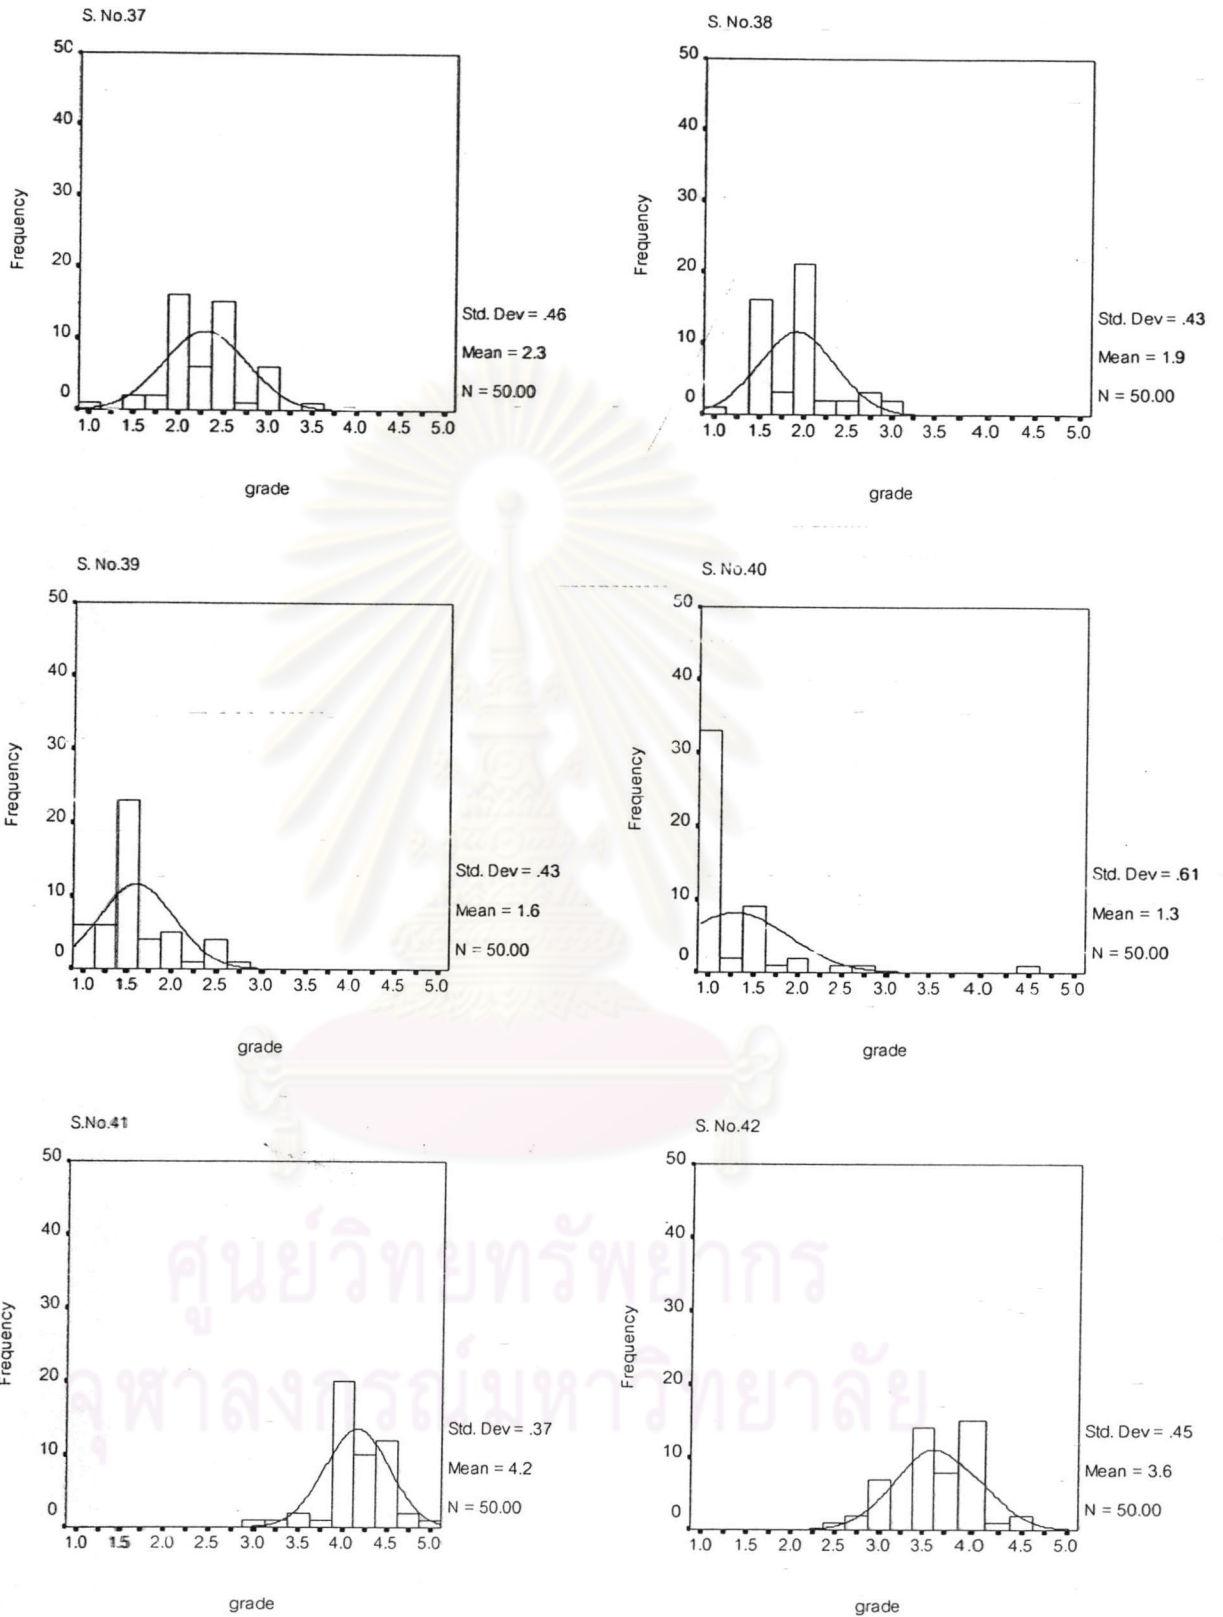 S. No.37
50
40
30
20
10
0
Frequency
1.0 1.5 2.0 2.5 3.0 3.5 4.0 4.5 5.0
grade
Std. Dev = .46
Mean = 2.3
N = 50.00
S. No.38
50
40
30
20
10
0
Frequency
1.0 1.5 2.0 2.5 3.0 3.5 4.0 4.5 5.0
grade
Std. Dev = .43
Mean = 1.9
N = 50.00
S. No.39
50
40
30
20
10
0
Frequency
1.0 1.5 2.0 2.5 3.0 3.5 4.0 4.5 5.0
grade
Std. Dev = .43
Mean = 1.6
N = 50.00
S. No.40
50
40
30
20
10
0
Frequency
1.0 1.5 2.0 2.5 3.0 3.5 4.0 4.5 5.0
grade
Std. Dev = .61
Mean = 1.3
N = 50.00
S.No.41
50
40
30
20
10
0
Frequency
1.0 1.5 2.0 2.5 3.0 3.5 4.0 4.5 5.0
grade
Std. Dev = .37
Mean = 4.2
N = 50.00
S. No.42
50
40
30
20
10
0
Frequency
1.0 1.5 2.0 2.5 3.0 3.5 4.0 4.5 5.0
grade
Std. Dev = .45
Mean = 3.6
N = 50.00
ศูนย์วิทยทรัพยากร
จุฬาลงกรณ์มหาวิทยาลัย